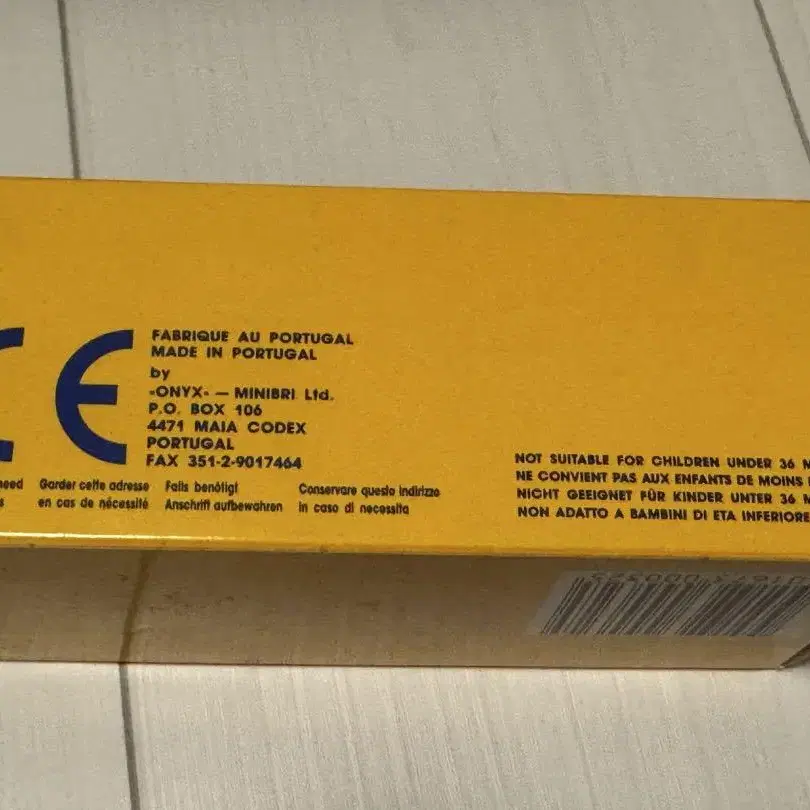 CE
FABRIQUE AU PORTUGAL
MADE IN PORTUGAL
by
«ONYX» — MINIBRI Ltd.
P.O. BOX 106
4471 MAIA CODEX
PORTUGAL
FAX 351-2-9017464
need Garder cette adresse Falls benötigt Conservare questo indirizzo
en cas de nécessité Anschrift aufbewahren in caso di necessita
NOT SUITABLE FOR CHILDREN UNDER 36 M
NE CONVIENT PAS AUX ENFANTS DE MOINS
NICHT GEEIGNET FÜR KINDER UNTER 36 M
NON ADATTO A BAMBINI DI ETA INFERIORE